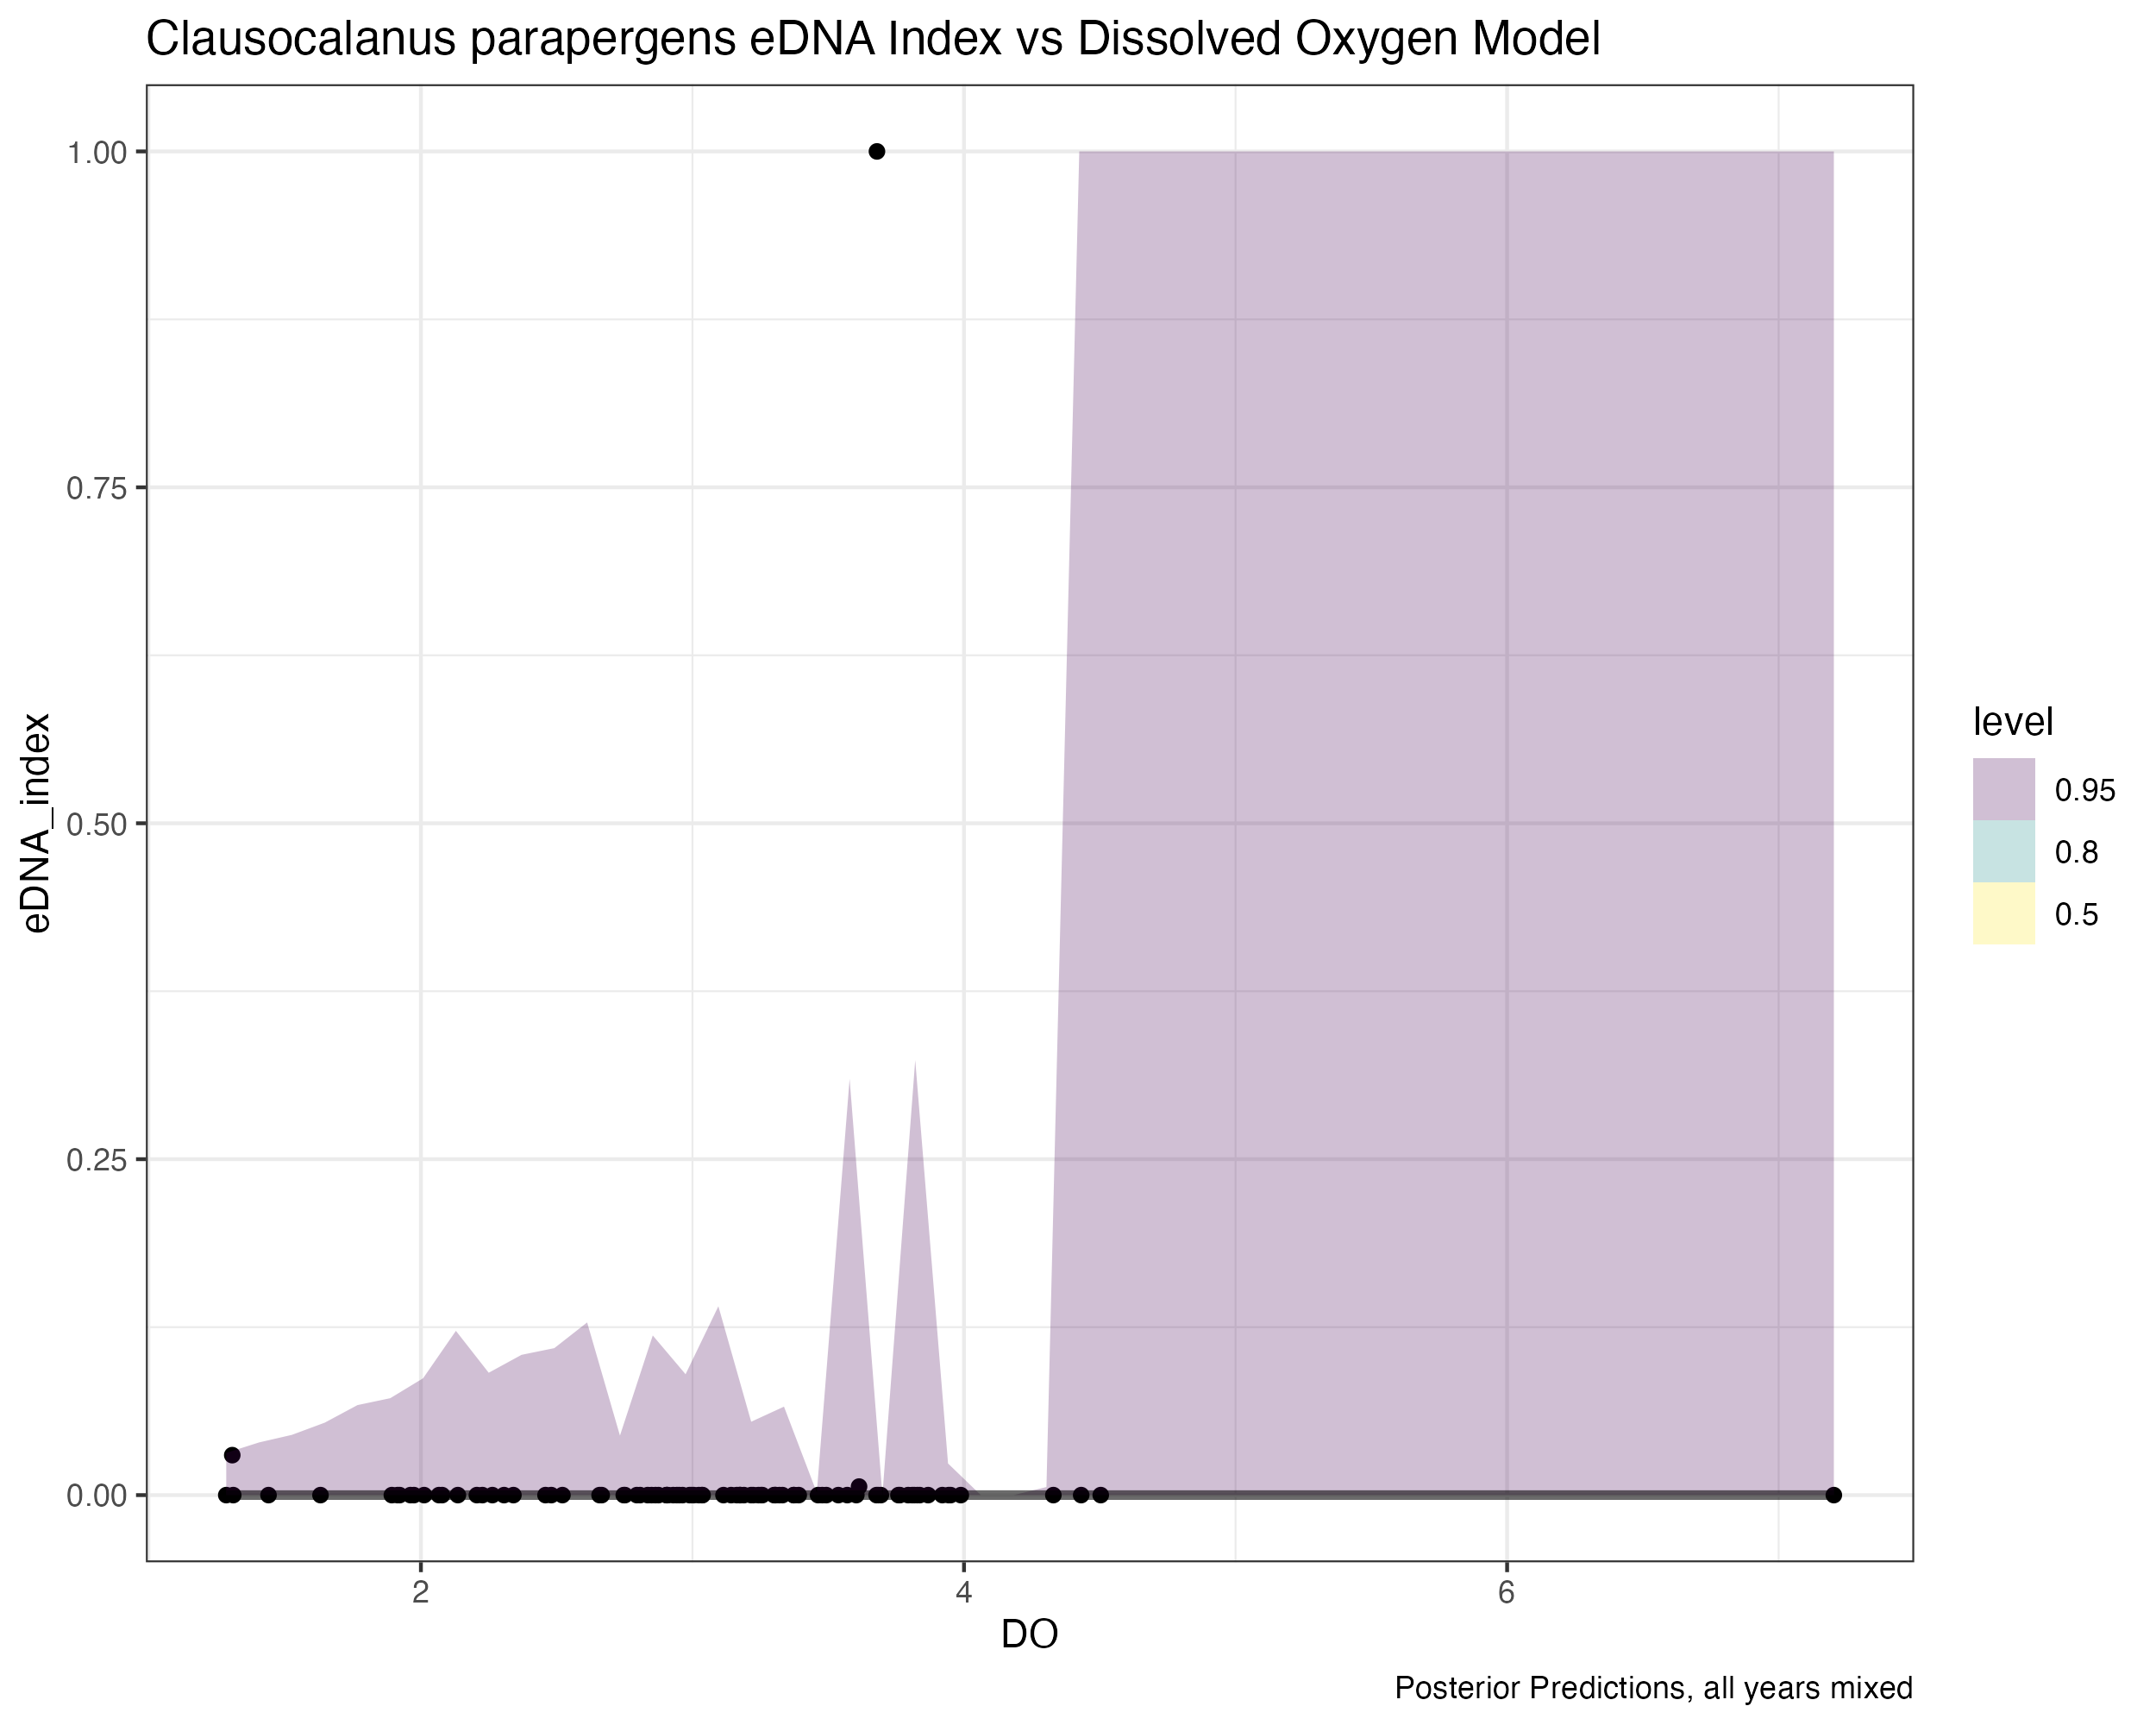 Clausocalanus parapergens eDNA Index vs Dissolved Oxygen Model
1.00
0.75
0.50
0.25
0.00
eDNA_index
2
4
6
DO
level
0.95
0.8
0.5
Posterior Predictions, all years mixed